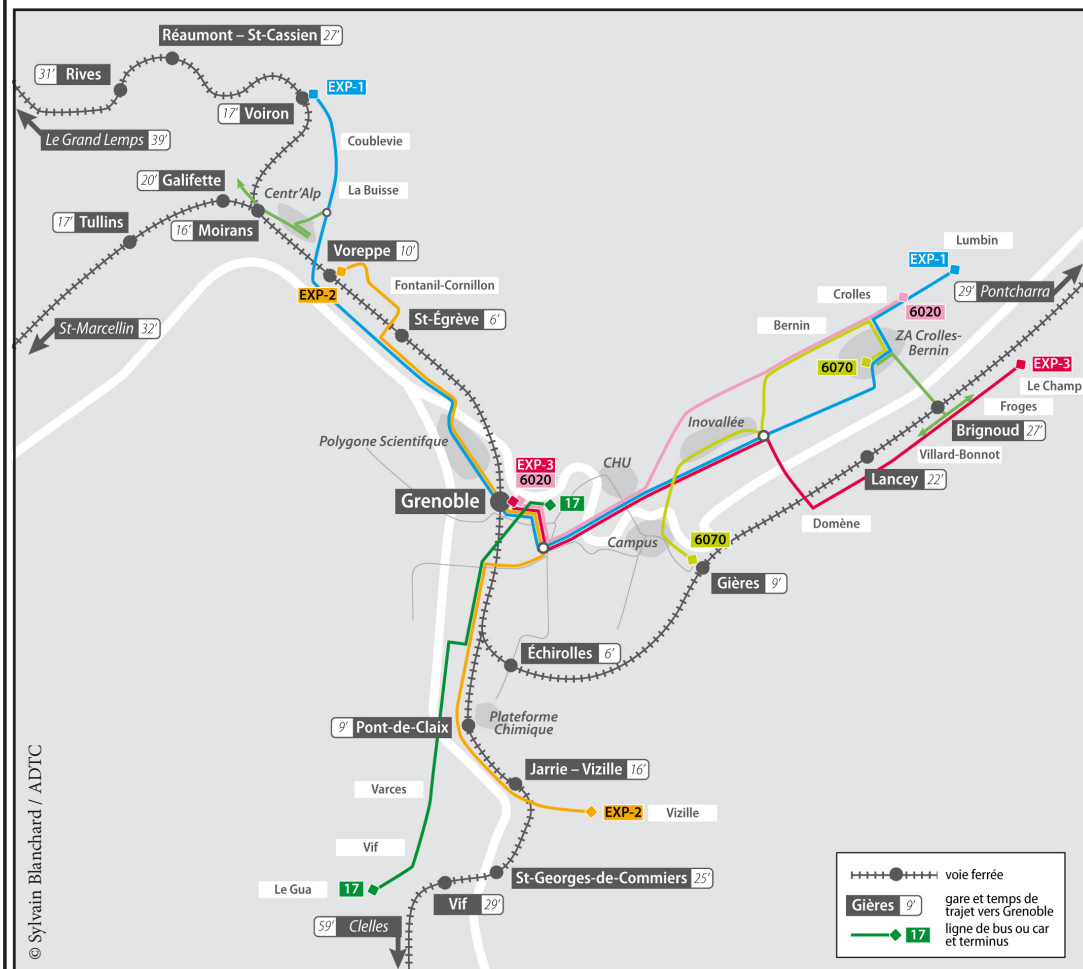 Réaumont – St-Cassien 27'
31' Rives
EXP-1
17' Voiron
Le Grand Lemps 39'
Coublevie
20' Galifette
Centr'Alp
La Buisse
17' Tullins
16' Moirans
Voreppe 10'
Lumbin
EXP-1
EXP-2
Fontanil-Cornillon
29' Pontcharra
Crolles
6020
St-Marcellin 32'
St-Égrève 6'
Bernin
ZA Crolles-
Bernin
6070
EXP-3
Le Champ
Froges
Inovallée
Brignoud 27'
Polygone Scientifque
Villard-Bonnot
EXP-3
6020
CHU
Lancey 22'
Grenoble
17
Domène
Campus
6070
Gières 9'
Échirolles 6'
9' Pont-de-Claix
Plateforme
Chimique
Jarrie – Vizille 16'
Varces
EXP-2
Vizille
Vif
St-Georges-de-Commiers 25'
Le Gua
17
Vif 29'
59' Clelles
voie ferrée
Gières 9'
gare et temps de
trajet vers Grenoble
17
ligne de bus ou car
et terminus
© Sylvain Blanchard / ADTC